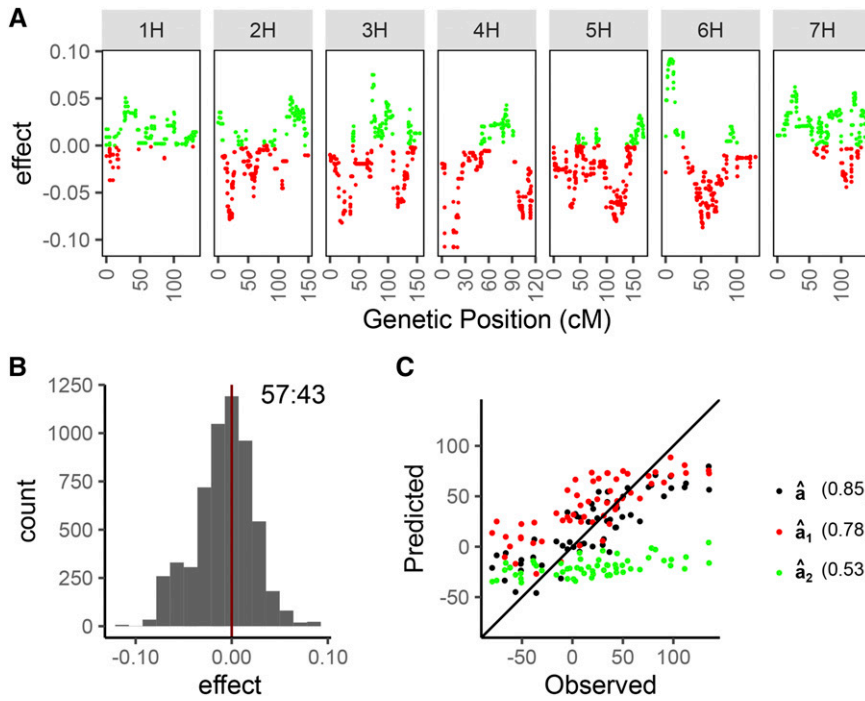 A
1H 2H 3H 4H 5H 6H 7H
0.10
0.05
0.00
-0.05
-0.10
effect
0 50 100 0 50 100 150 0 50 100 150 0 30 60 90 120 0 50 100 150 0 50 100 0 50 100
Genetic Position (cM)
B
57:43
1250
1000
750
500
250
0
count
-0.10 0.00 0.10
effect
C
100
50
0
-50
Predicted
-50 0 50 100
Observed
â (0.85
â₁ (0.78
â₂ (0.53